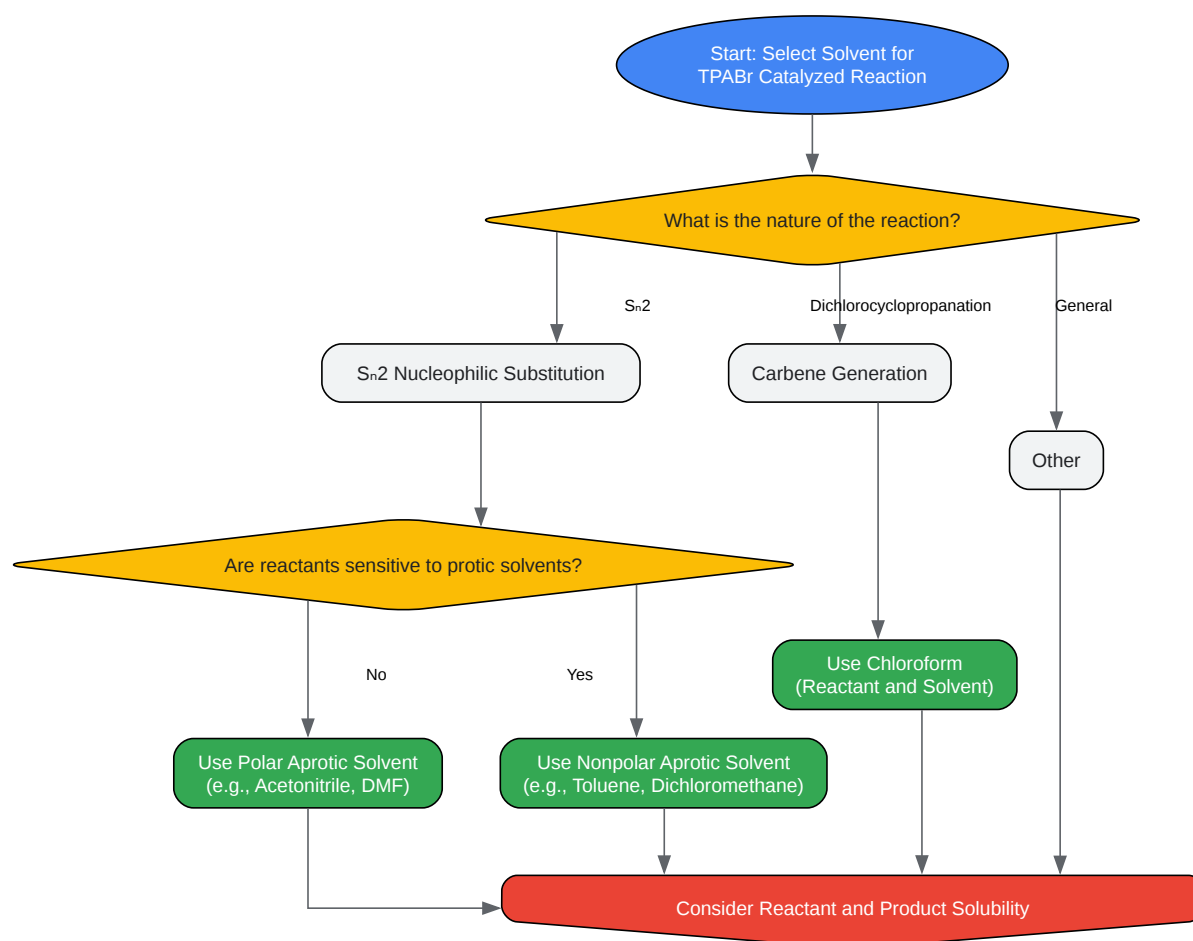 Start: Select Solvent for
TPABr Catalyzed Reaction
What is the nature of the reaction?
Sₙ2
Dichlorocyclopropanation
General
Sₙ2 Nucleophilic Substitution
Carbene Generation
Other
Are reactants sensitive to protic solvents?
No
Yes
Use Chloroform
(Reactant and Solvent)
Use Polar Aprotic Solvent
(e.g., Acetonitrile, DMF)
Use Nonpolar Aprotic Solvent
(e.g., Toluene, Dichloromethane)
Consider Reactant and Product Solubility